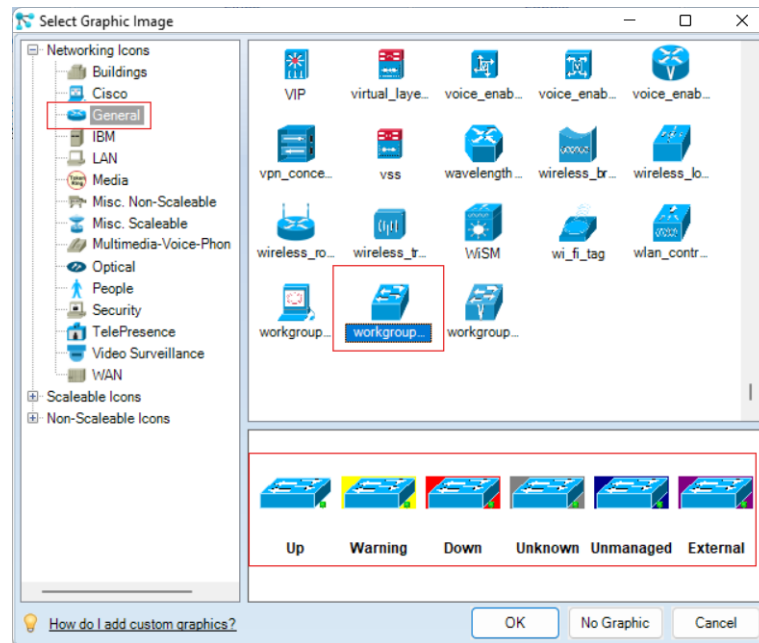 Select Graphic Image
Networking Icons
Buildings
Cisco
General
IBM
LAN
Media
Misc. Non-Scaleable
Misc. Scaleable
Multimedia-Voice-Phon
Optical
People
Security
TelePresence
Video Surveillance
WAN
Scaleable Icons
Non-Scaleable Icons
VIP virtual_laye... voice_enab... voice_enab... voice_enab...
vpn_conce... vss wavelength... wireless_br... wireless_lo...
wireless_ro... wireless_tr... WiSM wi_fi_tag wlan_contr...
workgroup... workgroup... workgroup...
Up Warning Down Unknown Unmanaged External
How do I add custom graphics?
OK No Graphic Cancel